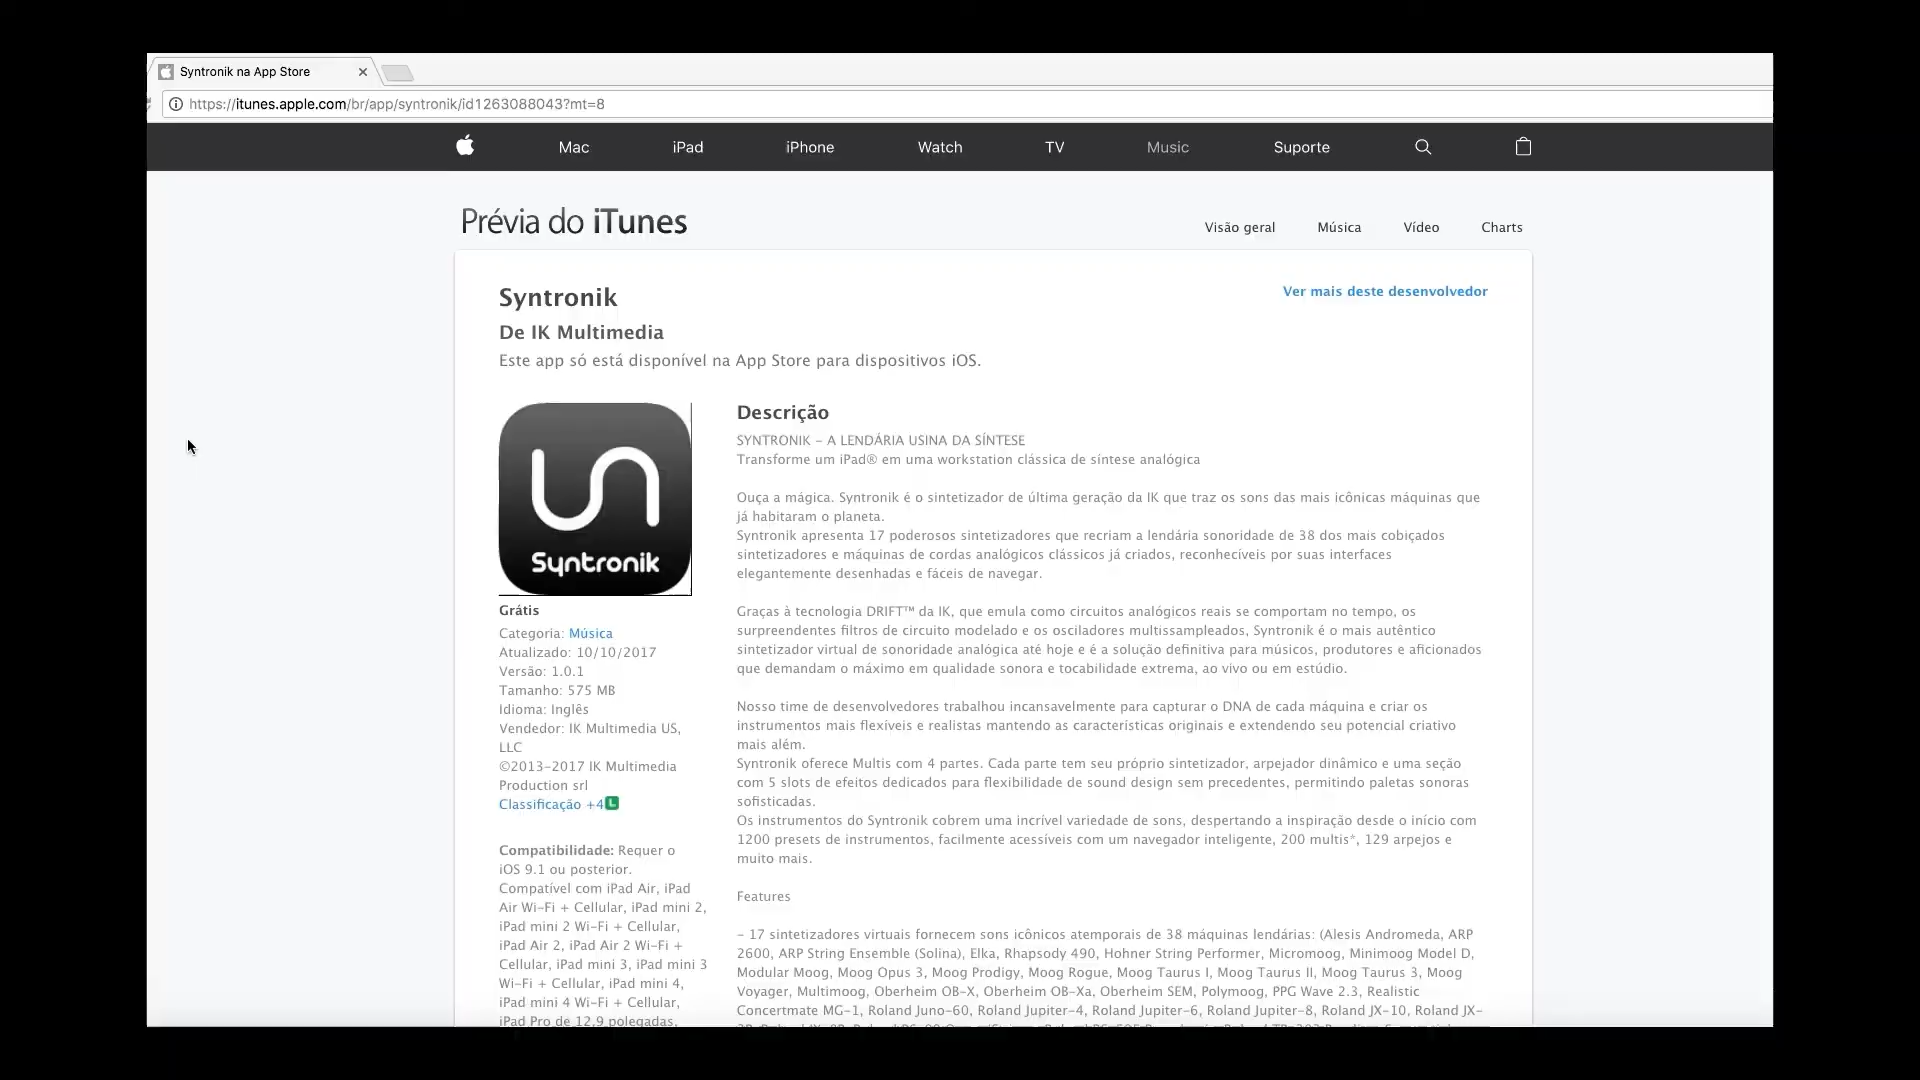 Syntronik na App Store
https://itunes.apple.com/br/app/syntronik/id1263088043?mt=8
Mac iPad iPhone Watch TV Music Suporte
Prévia do iTunes
Visão geral Música Vídeo Charts
Syntronik
Ver mais deste desenvolvedor
De IK Multimedia
Este app só está disponível na App Store para dispositivos iOS.
Syntronik
Grátis
Categoria: Música
Atualizado: 10/10/2017
Versão: 1.0.1
Tamanho: 575 MB
Idioma: Inglês
Vendedor: IK Multimedia US,
LLC
©2013-2017 IK Multimedia
Production srl
Classificação +4 L
Compatibilidade: Requer o
iOS 9.1 ou posterior.
Compatível com iPad Air, iPad
Air Wi-Fi + Cellular, iPad mini 2,
iPad mini 2 Wi-Fi + Cellular,
iPad Air 2, iPad Air 2 Wi-Fi +
Cellular, iPad mini 3, iPad mini 3
Wi-Fi + Cellular, iPad mini 4,
iPad mini 4 Wi-Fi + Cellular,
iPad Pro de 12,9 polegadas,
Descrição
SYNTRONIK - A LENDÁRIA USINA DA SÍNTESE
Transforme um iPad® em uma workstation clássica de síntese analógica
Ouça a mágica. Syntronik é o sintetizador de última geração da IK que traz os sons das mais icônicas máquinas que
já habitaram o planeta.
Syntronik apresenta 17 poderosos sintetizadores que recriam a lendária sonoridade de 38 dos mais cobiçados
sintetizadores e máquinas de cordas analógicos clássicos já criados, reconhecíveis por suas interfaces
elegantemente desenhadas e fáceis de navegar.
Graças à tecnologia DRIFT™ da IK, que emula como circuitos analógicos reais se comportam no tempo, os
surpreendentes filtros de circuito modelado e os osciladores multissampleados, Syntronik é o mais autêntico
sintetizador virtual de sonoridade analógica até hoje e é a solução definitiva para músicos, produtores e aficionados
que demandam o máximo em qualidade sonora e tocabilidade extrema, ao vivo ou em estúdio.
Nosso time de desenvolvedores trabalhou incansavelmente para capturar o DNA de cada máquina e criar os
instrumentos mais flexíveis e realistas mantendo as características originais e extendendo seu potencial criativo
mais além.
Syntronik oferece Multis com 4 partes. Cada parte tem seu próprio sintetizador, arpejador dinâmico e uma seção
com 5 slots de efeitos dedicados para flexibilidade de sound design sem precedentes, permitindo paletas sonoras
sofisticadas.
Os instrumentos do Syntronik cobrem uma incrível variedade de sons, despertando a inspiração desde o início com
1200 presets de instrumentos, facilmente acessíveis com um navegador inteligente, 200 multis*, 129 arpejos e
muito mais.
Features
- 17 sintetizadores virtuais fornecem sons icônicos atemporais de 38 máquinas lendárias: (Alesis Andromeda, ARP
2600, ARP String Ensemble (Solina), Elka, Rhapsody 490, Hohner String Performer, Micromoog, Minimoog Model D,
Modular Moog, Moog Opus 3, Moog Prodigy, Moog Rogue, Moog Taurus I, Moog Taurus II, Moog Taurus 3, Moog
Voyager, Multimoog, Oberheim OB-X, Oberheim OB-Xa, Oberheim SEM, Polymoog, PPG Wave 2.3, Realistic
Concertmate MG-1, Roland Juno-60, Roland Jupiter-4, Roland Jupiter-6, Roland Jupiter-8, Roland JX-10, Roland JX-